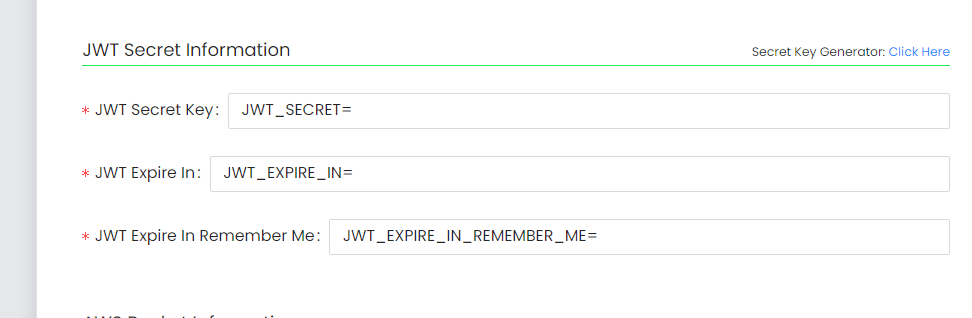 JWT Secret Information
Secret Key Generator: Click Here
* JWT Secret Key: JWT_SECRET=
* JWT Expire In: JWT_EXPIRE_IN=
* JWT Expire In Remember Me: JWT_EXPIRE_IN_REMEMBER_ME=